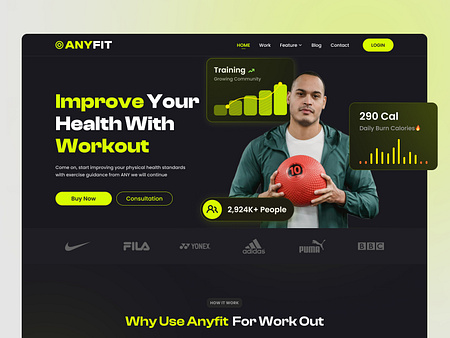 ANYFIT
HOME Work Feature Blog Contact LOGIN
Improve Your
Health With
Workout
Come on, start improving your physical health standards
with exercise guidance from ANY we will continue
Buy Now Consultation
Training
Growing Community
10
290 Cal
Daily Burn Calories🔥
2,924K+ People
FILA YONEX adidas PUMA BBC
HOW IT WORK
Why Use Anyfit For Work Out